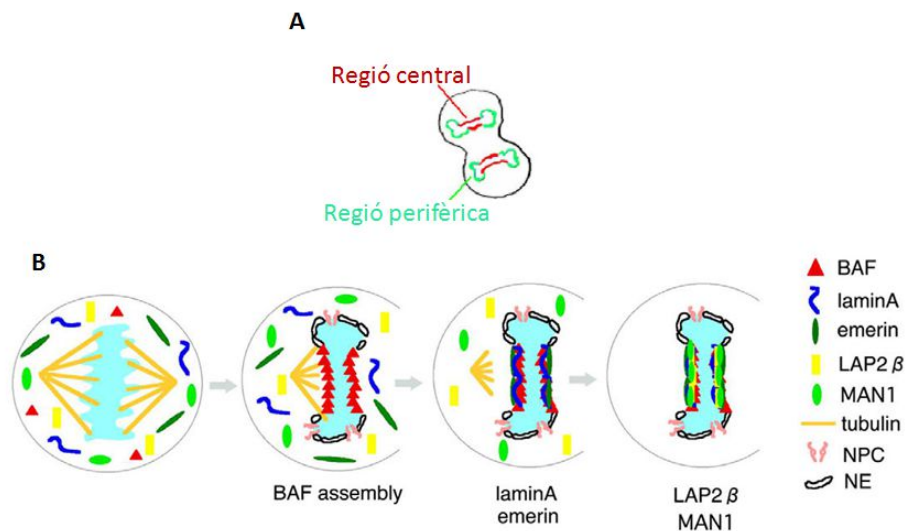 A
Regió central
Regió perifèrica
B
BAF assembly
laminA
emerin
LAP2 β
MAN1
BAF
laminA
emerin
LAP2 β
MAN1
tubulin
NPC
NE